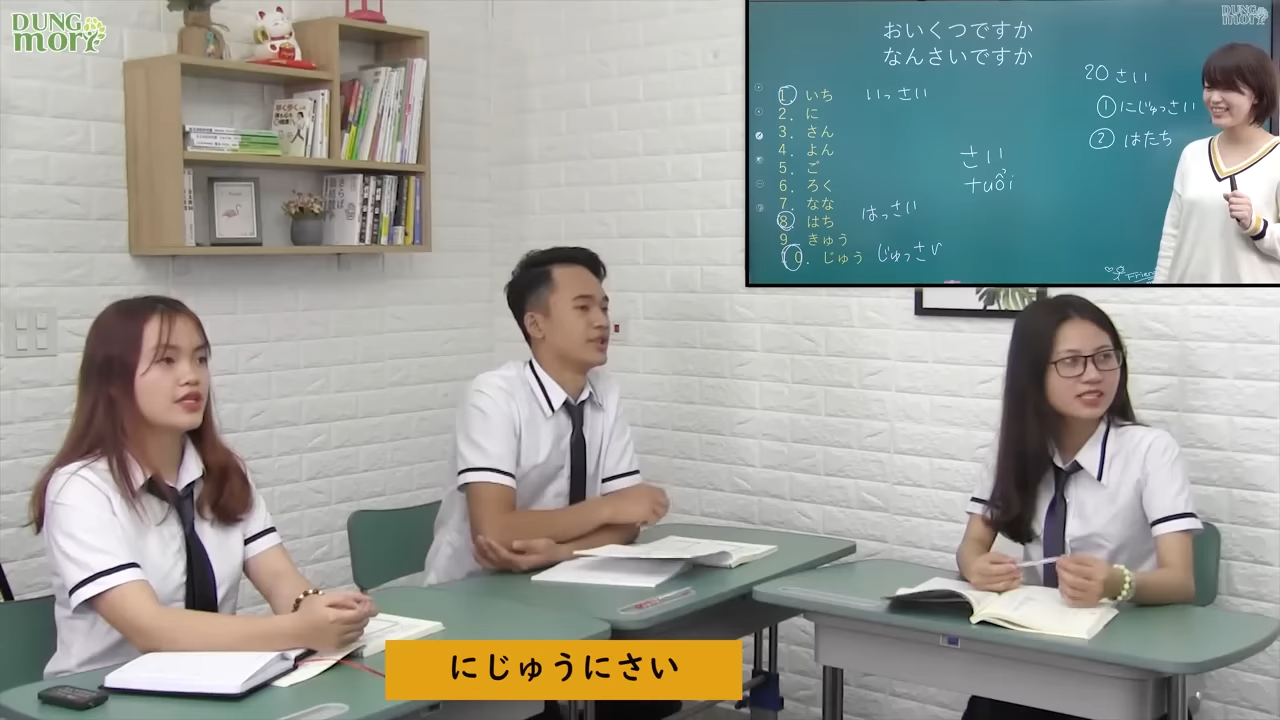 DUNG
mori
おいくつですか
なんさいですか
1. いち いっさい
2. に
3. さん
4. よん
5. ご
6. ろく
7. なな
8. はち はっさい
9. きゅう
10. じゅう じゅっさい
さい
tuổi
20 さい
① にじゅっさい
② はたち
DUNG
mori
にじゅうにさい